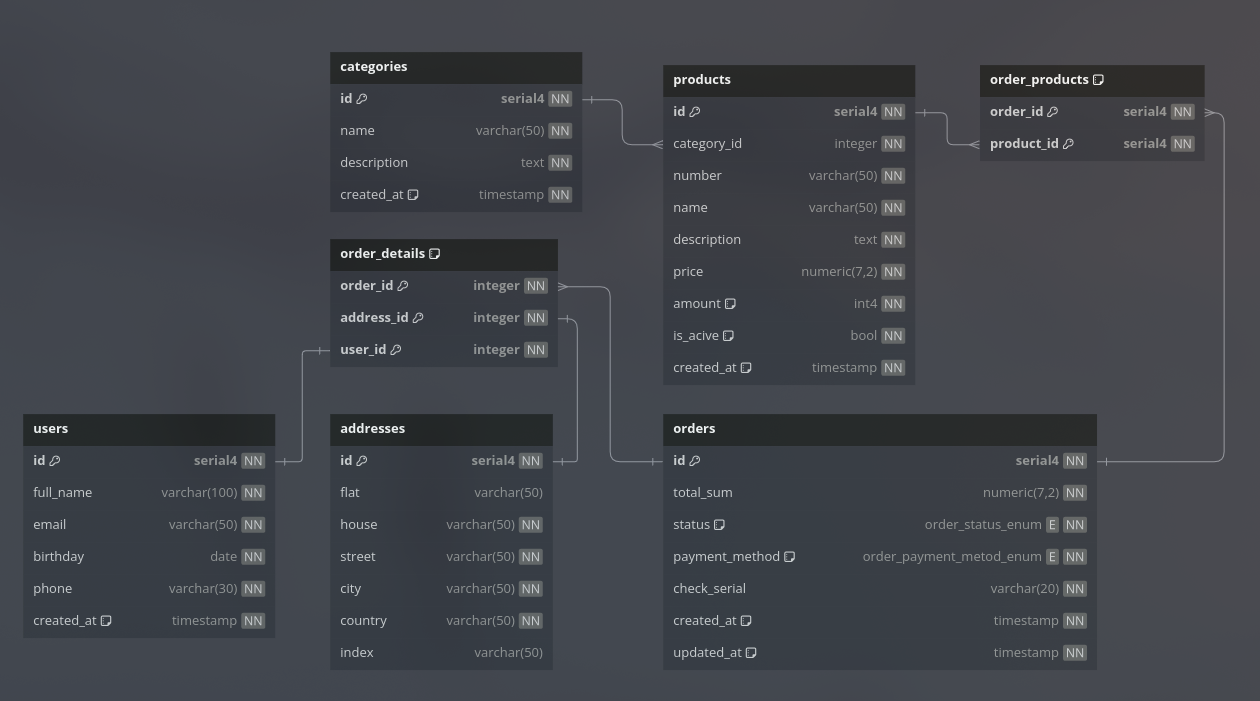 categories
id serial4 NN
name varchar(50) NN
description text NN
created_at timestamp NN
products
id serial4 NN
category_id integer NN
number varchar(50) NN
name varchar(50) NN
description text NN
price numeric(7,2) NN
amount int4 NN
is_acive bool NN
created_at timestamp NN
order_products
order_id serial4 NN
product_id serial4 NN
order_details
order_id integer NN
address_id integer NN
user_id integer NN
users
id serial4 NN
full_name varchar(100) NN
email varchar(50) NN
birthday date NN
phone varchar(30) NN
created_at timestamp NN
addresses
id serial4 NN
flat varchar(50)
house varchar(50) NN
street varchar(50) NN
city varchar(50) NN
country varchar(50) NN
index varchar(50)
orders
id serial4 NN
total_sum numeric(7,2) NN
status order_status_enum E NN
payment_method order_payment_metod_enum E NN
check_serial varchar(20) NN
created_at timestamp NN
updated_at timestamp NN